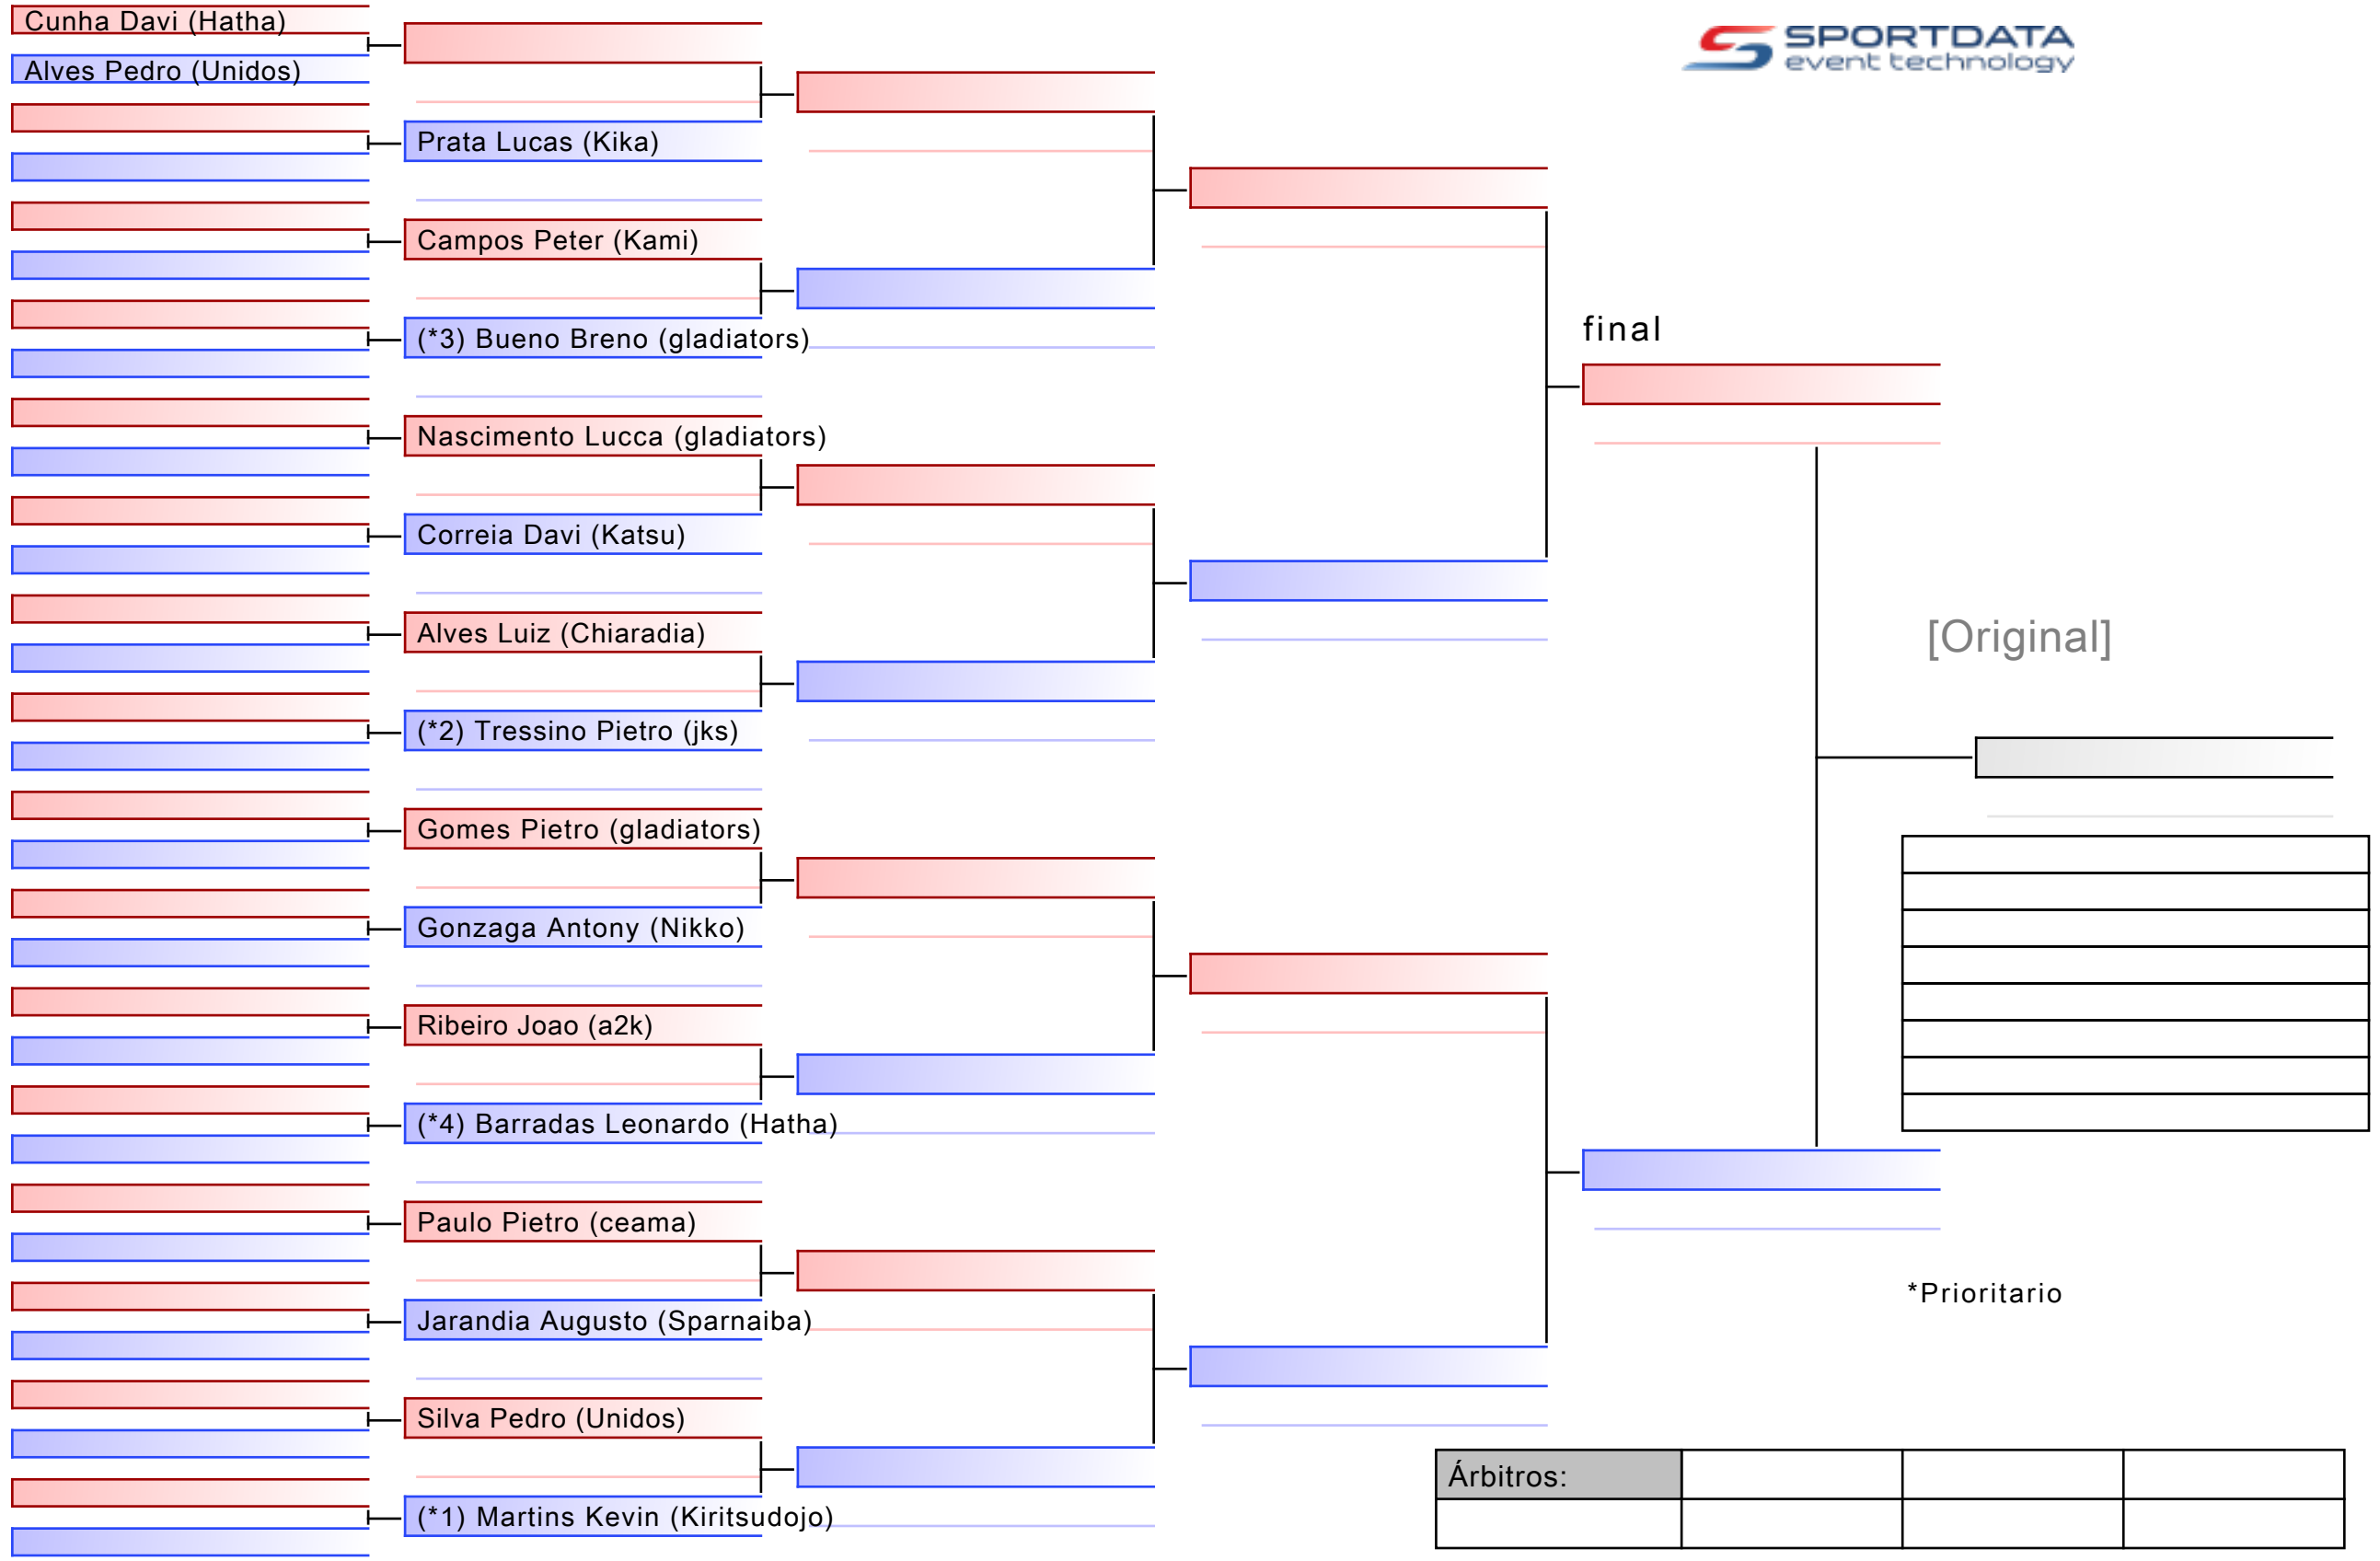 Cunha Davi (Hatha)
Alves Pedro (Unidos)
SPORTDATA
event technology
Prata Lucas (Kika)
Campos Peter (Kami)
(*3) Bueno Breno (gladiators)
final
Nascimento Lucca (gladiators)
Correia Davi (Katsu)
Alves Luiz (Chiaradia)
[Original]
(*2) Tressino Pietro (jks)
Gomes Pietro (gladiators)
Gonzaga Antony (Nikko)
Ribeiro Joao (a2k)
(*4) Barradas Leonardo (Hatha)
Paulo Pietro (ceama)
*Prioritario
Jarandia Augusto (Sparnaiba)
Silva Pedro (Unidos)
Árbitros:
(*1) Martins Kevin (Kiritsudojo)